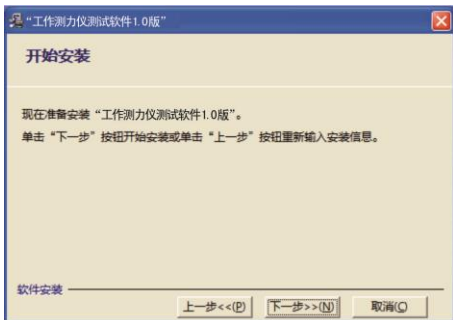 “工作测力仪测试软件1.0版”
开始安装
现在准备安装“工作测力仪测试软件1.0版”。
单击“下一步”按钮开始安装或单击“上一步”按钮重新输入安装信息。
软件安装
上一步<<(P) 下一步>>(N) 取消(C)